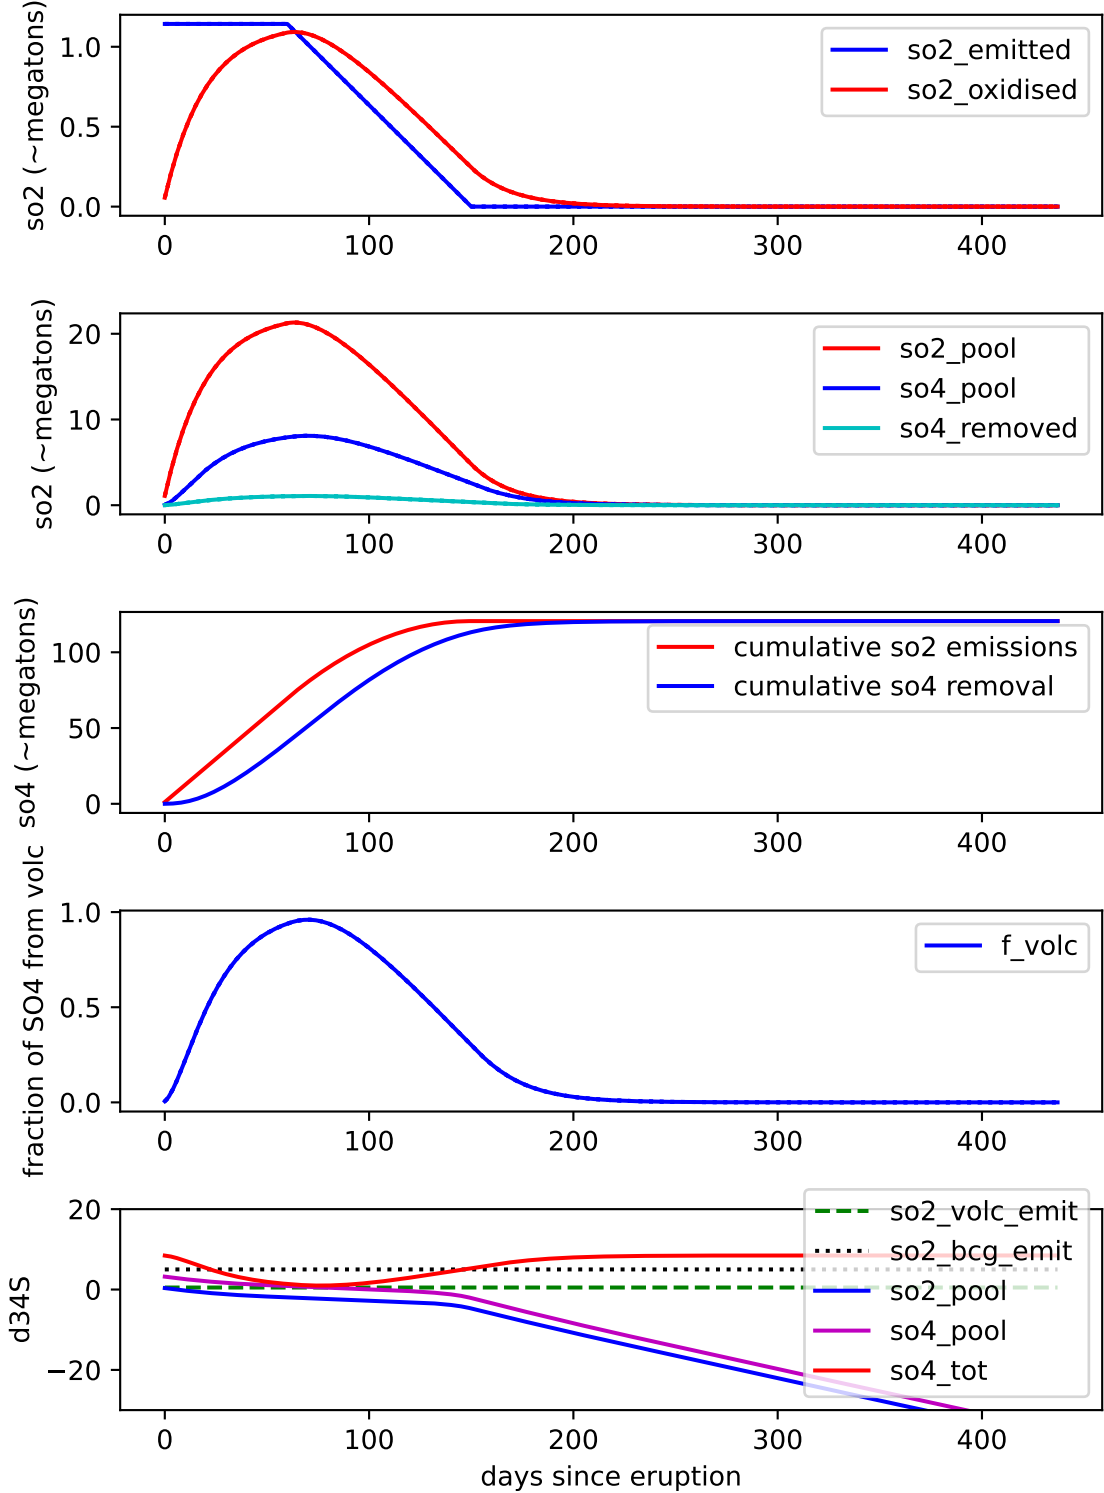 so2 (~megatons)
1.0
0.5
0.0
so2_emitted
so2_oxidised
0 100 200 300 400
so2 (~megatons)
20
10
0
so2_pool
so4_pool
so4_removed
0 100 200 300 400
so4 (~megatons)
100
50
0
cumulative so2 emissions
cumulative so4 removal
0 100 200 300 400
fraction of SO4 from volc
1.0
0.5
0.0
f_volc
0 100 200 300 400
d34S
20
0
−20
so2_volc_emit
so2_bcg_emit
so2_pool
so4_pool
so4_tot
0 100 200 300 400
days since eruption